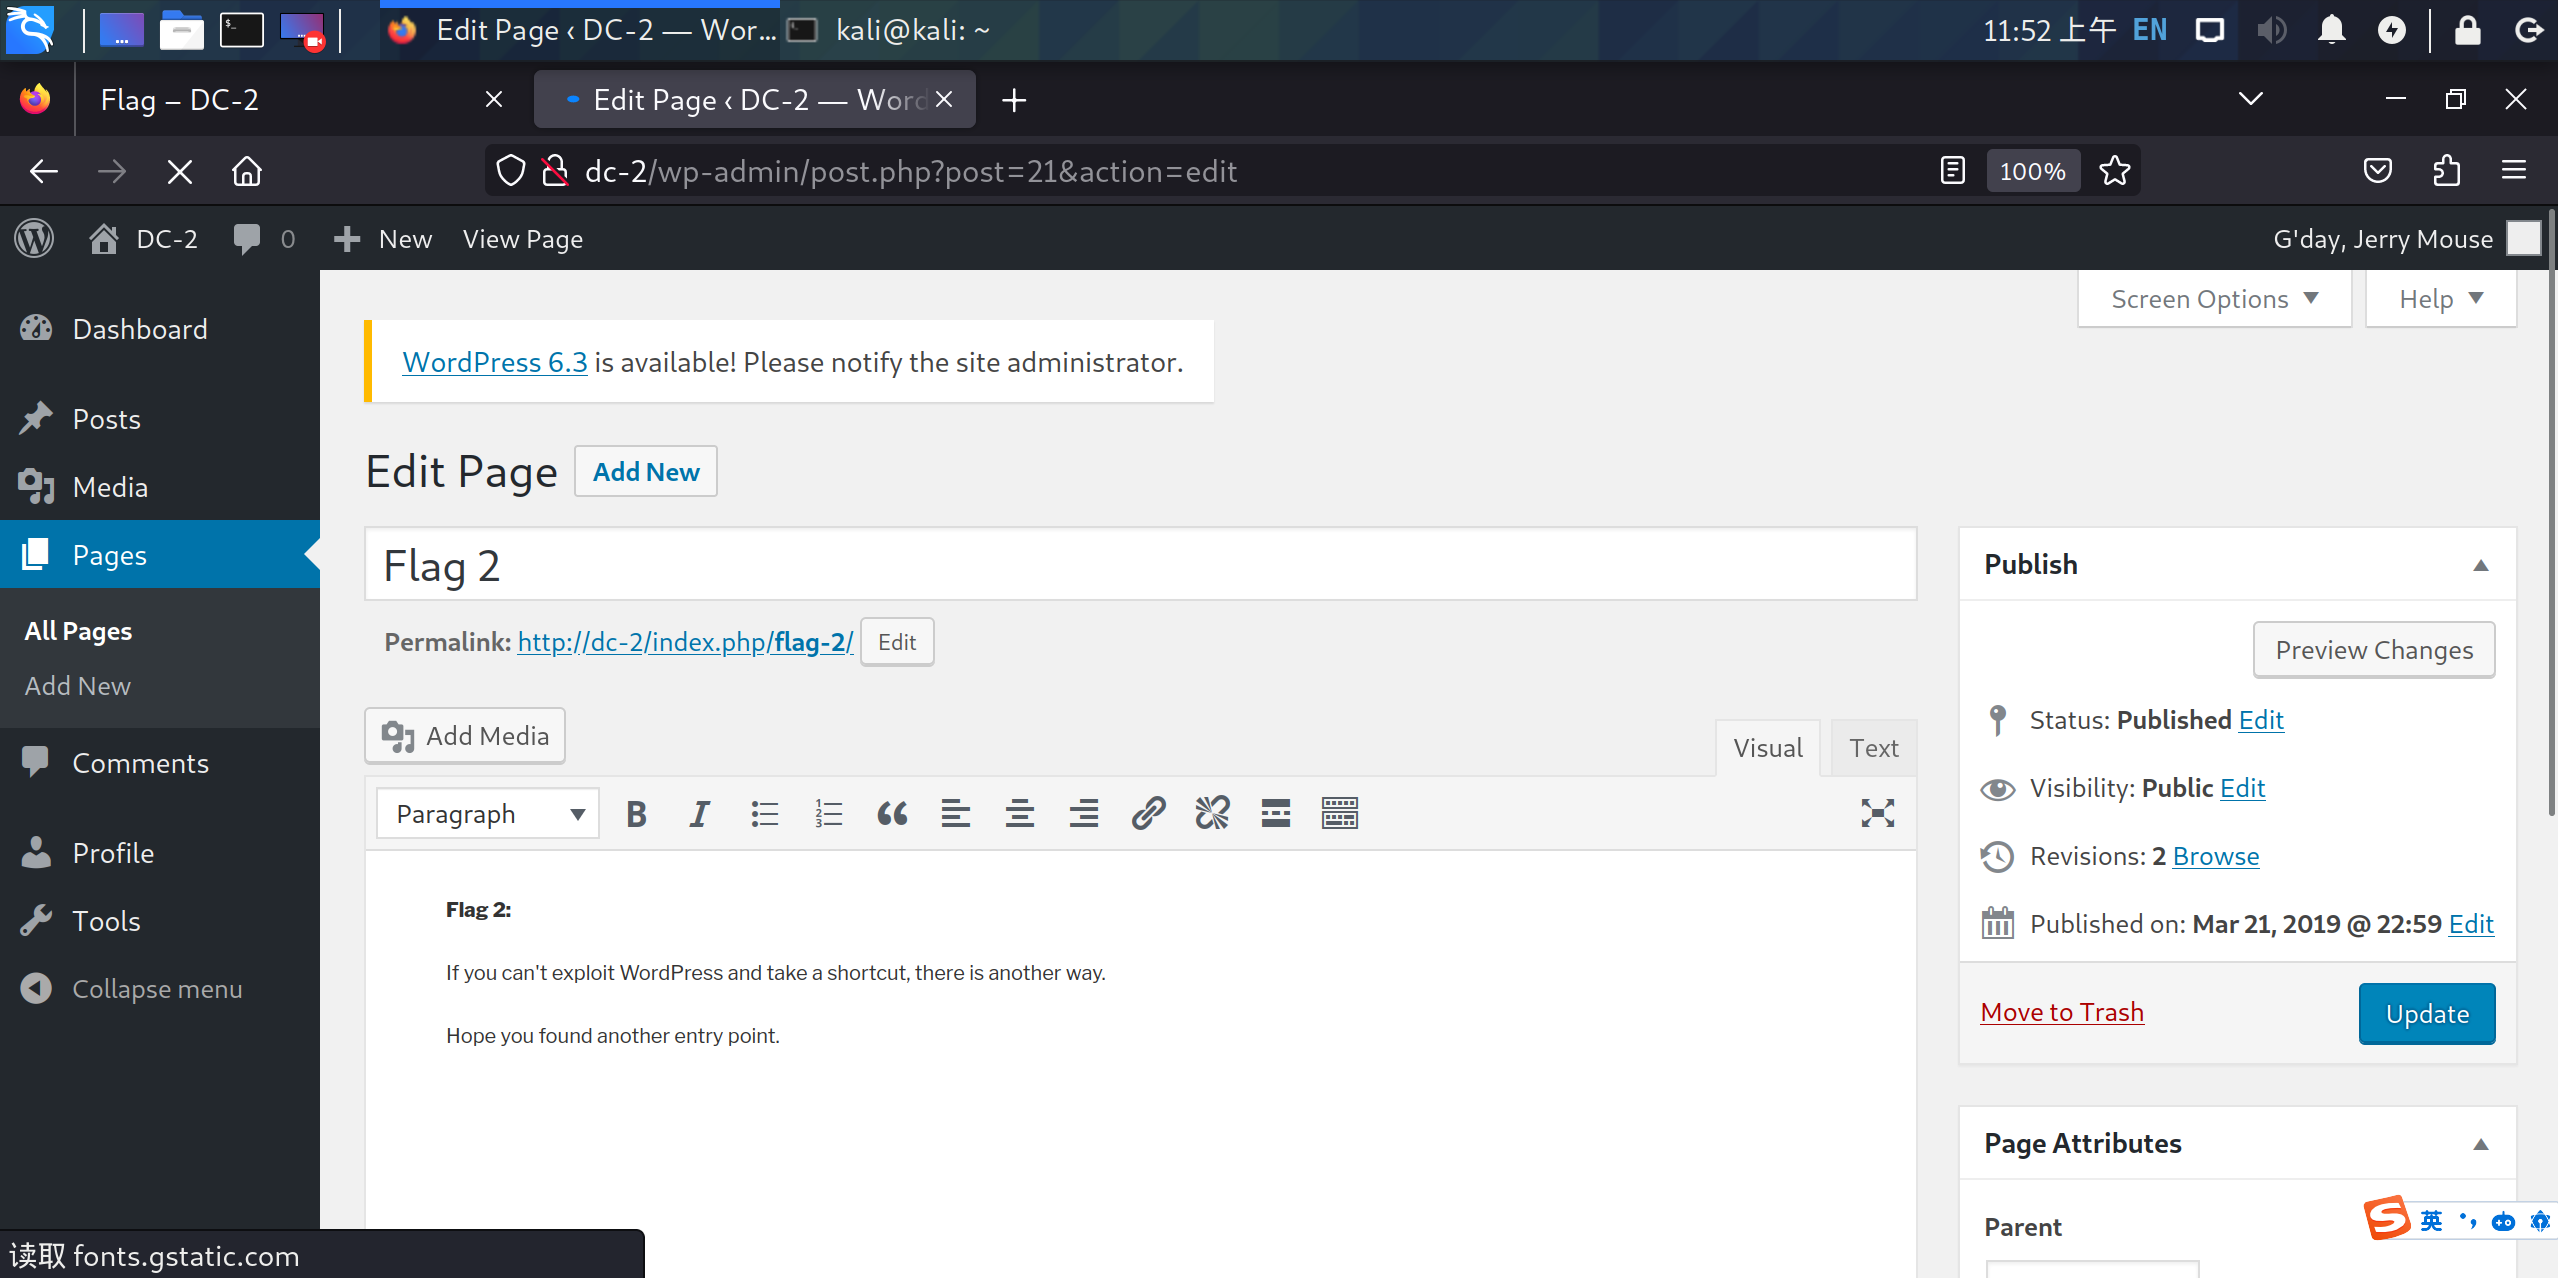 Edit Page ‹ DC-2 — Wor...
kali@kali: ~
11:52 上午 EN
Flag – DC-2
Edit Page ‹ DC-2 — Word
dc-2/wp-admin/post.php?post=21&action=edit
100%
DC-2 0 New View Page
G'day, Jerry Mouse
Screen Options
Help
Dashboard
Posts
Media
Pages
All Pages
Add New
Comments
Profile
Tools
Collapse menu
WordPress 6.3 is available! Please notify the site administrator.
Edit Page Add New
Flag 2
Permalink: http://dc-2/index.php/flag-2/ Edit
Add Media
Visual Text
Paragraph
Flag 2:
If you can't exploit WordPress and take a shortcut, there is another way.
Hope you found another entry point.
Publish
Preview Changes
Status: Published Edit
Visibility: Public Edit
Revisions: 2 Browse
Published on: Mar 21, 2019 @ 22:59 Edit
Move to Trash
Update
Page Attributes
Parent
英
读取 fonts.gstatic.com